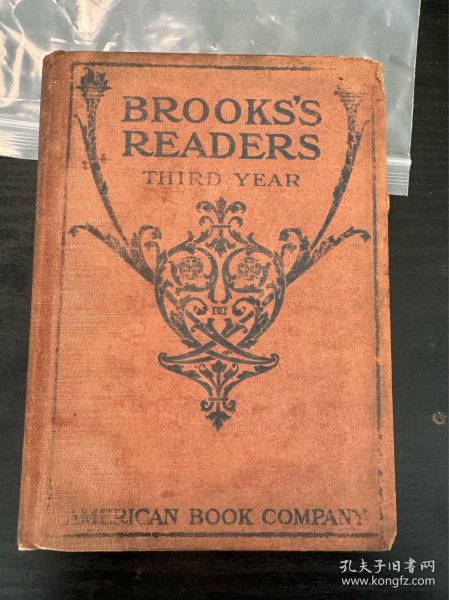 BROOKS'S
READERS
THIRD YEAR
AMERICAN BOOK COMPANY
孔夫子旧书网
www.kongfz.com